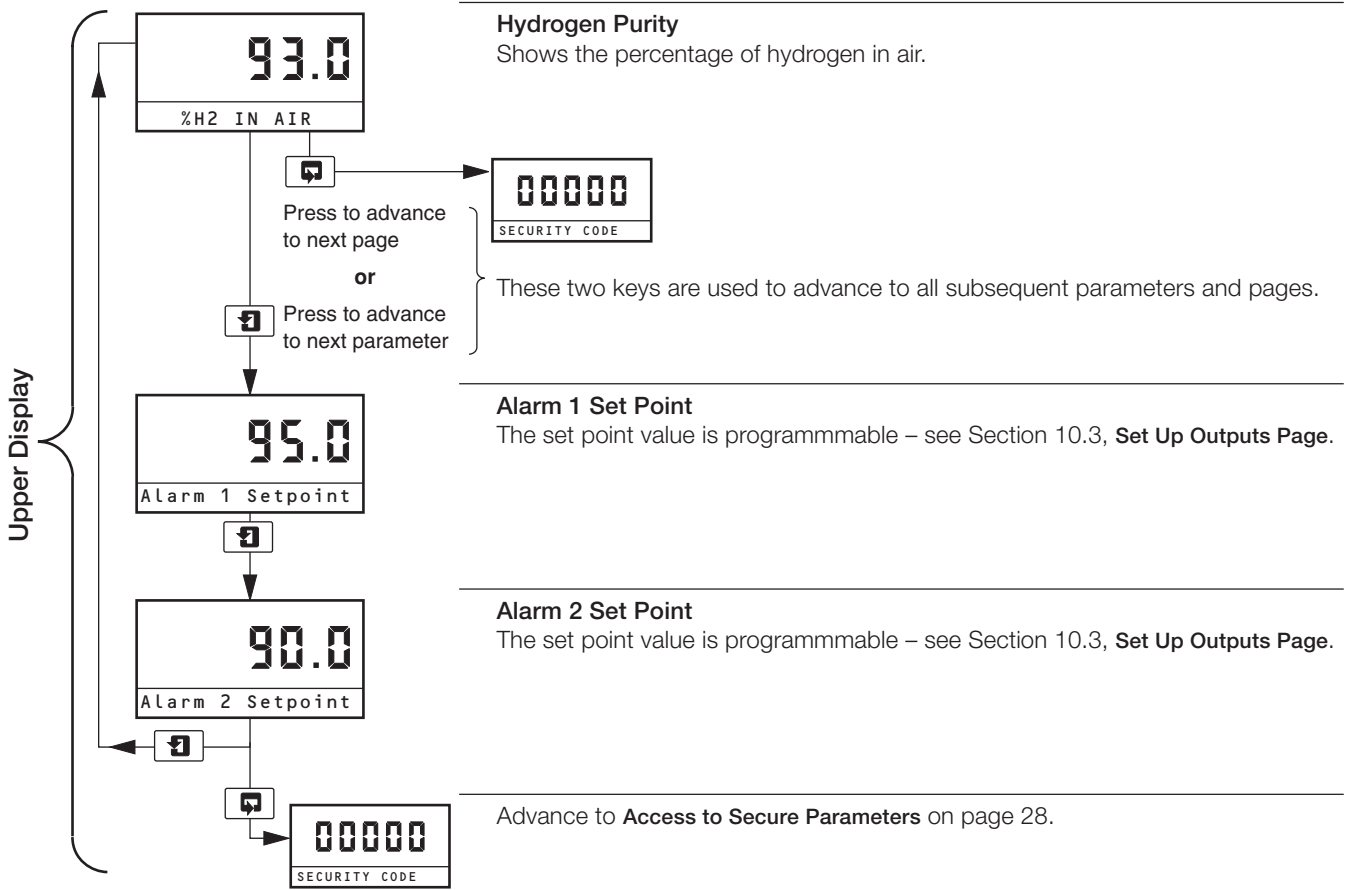 Upper Display
93.0
%H2 IN AIR
Hydrogen Purity
Shows the percentage of hydrogen in air.
00000
SECURITY CODE
Press to advance
to next page
or
Press to advance
to next parameter
These two keys are used to advance to all subsequent parameters and pages.
95.0
Alarm 1 Setpoint
Alarm 1 Set Point
The set point value is programmmable – see Section 10.3, Set Up Outputs Page.
90.0
Alarm 2 Setpoint
Alarm 2 Set Point
The set point value is programmmable – see Section 10.3, Set Up Outputs Page.
00000
SECURITY CODE
Advance to Access to Secure Parameters on page 28.